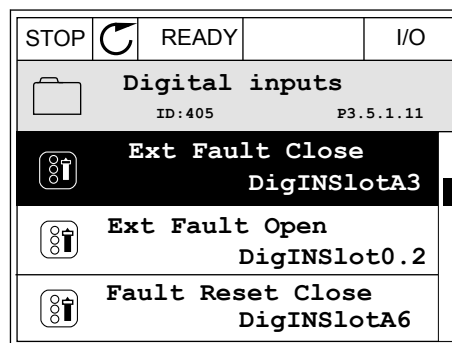 STOP READY I/O
Digital inputs
ID:405 P3.5.1.11
Ext Fault Close
DigINSlotA3
Ext Fault Open
DigINSlot0.2
Fault Reset Close
DigINSlotA6